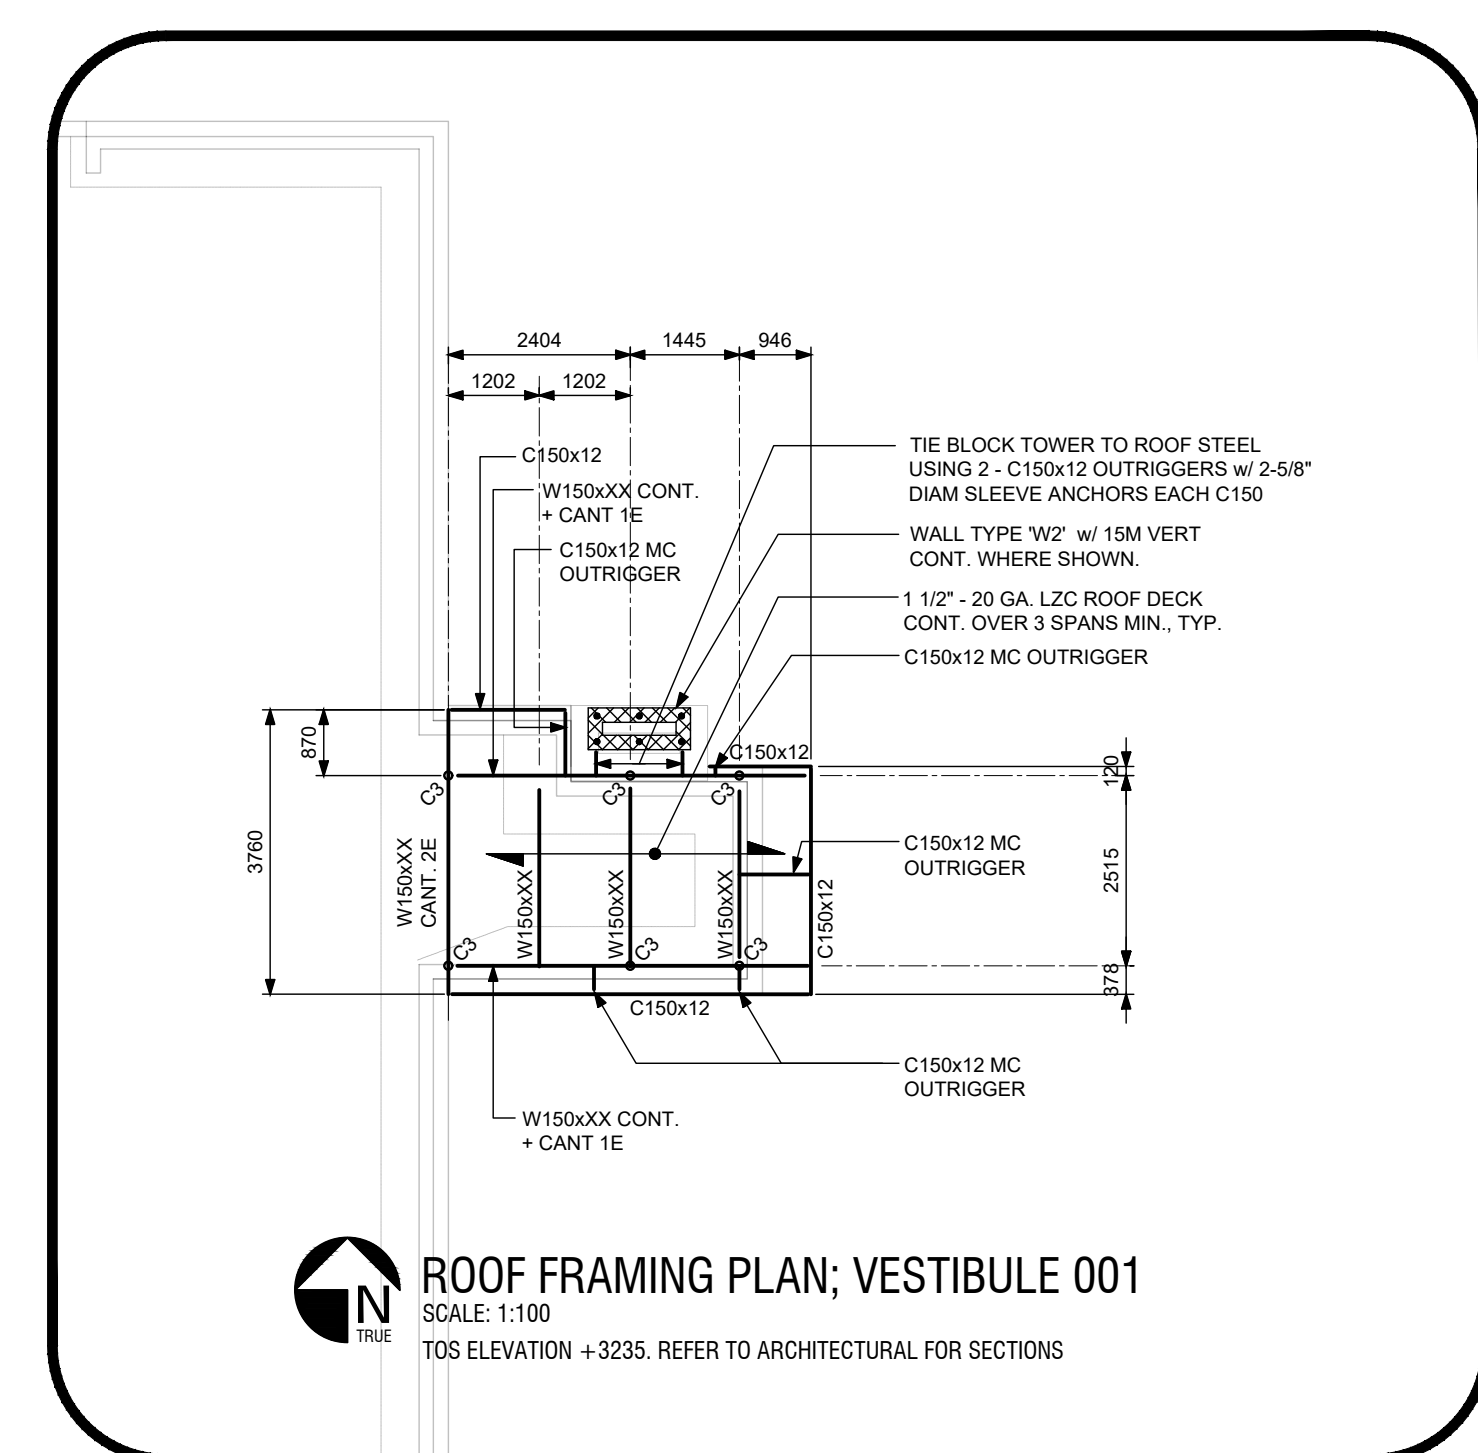 2404
1445
946
1202
1202
C150x12
W150xXX CONT.
+ CANT 1E
C150x12 MC
OUTRIGGER
TIE BLOCK TOWER TO ROOF STEEL
USING 2 - C150x12 OUTRIGGERS w/ 2-5/8"
DIAM SLEEVE ANCHORS EACH C150
WALL TYPE 'W2' w/ 15M VERT
CONT. WHERE SHOWN.
1 1/2" - 20 GA. LZC ROOF DECK
CONT. OVER 3 SPANS MIN., TYP.
C150x12 MC OUTRIGGER
870
3760
C150x12
120
C3
C3
C3
W150xXX
CANT. 2E
W150xXX
W150xXX
W150xXX
C150x12 MC
OUTRIGGER
C150x12
2515
C3
C3
C3
378
C150x12
C150x12 MC
OUTRIGGER
W150xXX CONT.
+ CANT 1E
N
TRUE
ROOF FRAMING PLAN; VESTIBULE 001
SCALE: 1:100
TOS ELEVATION +3235. REFER TO ARCHITECTURAL FOR SECTIONS